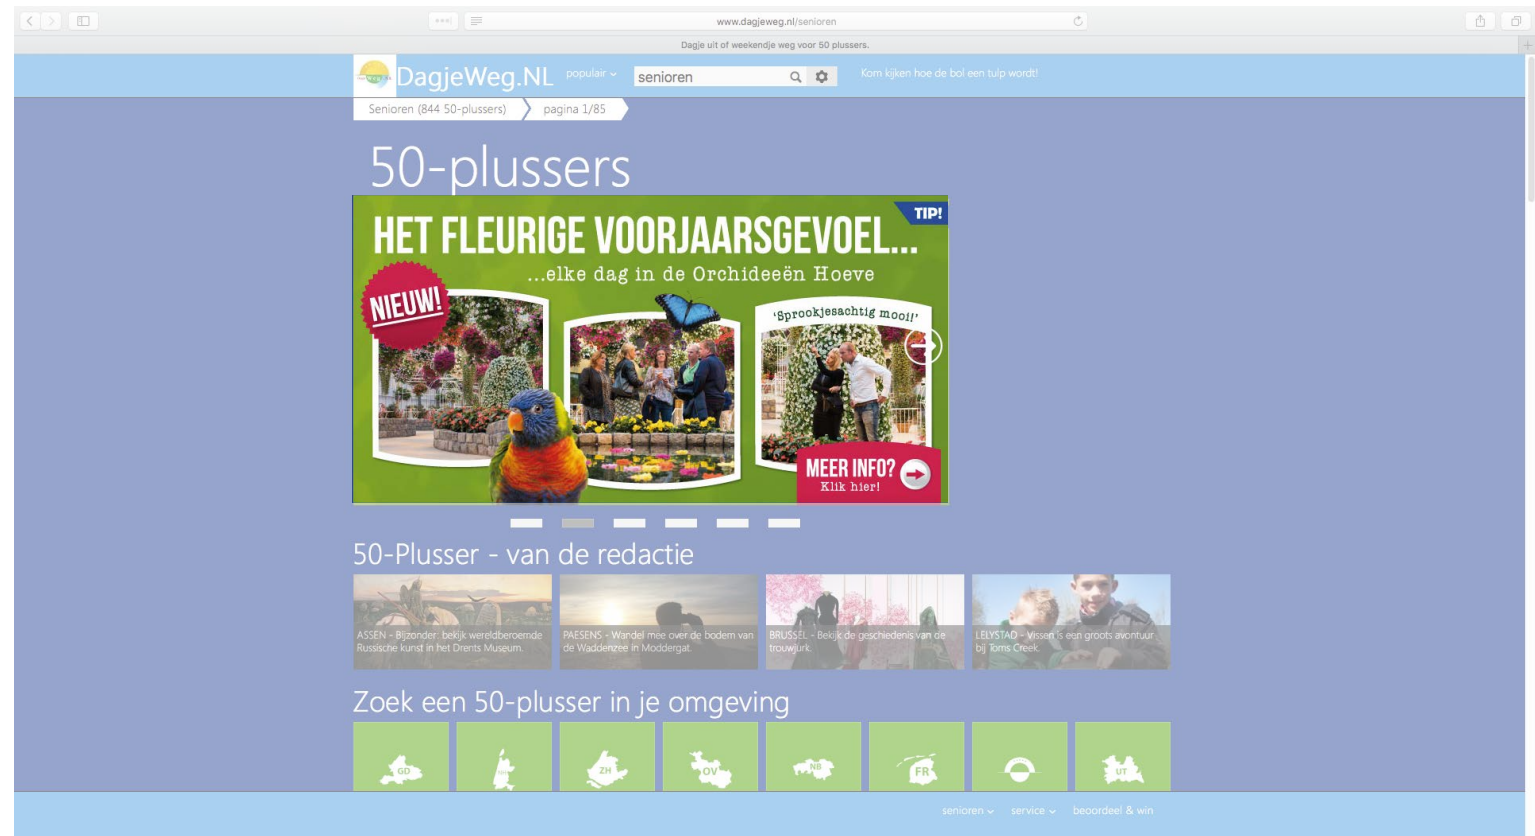 www.dagjeweg.nl/senioren
Dagje uit of weekendje weg voor 50 plussers.
DagjeWeg.NL
populair
senioren
Kom kijken hoe de bol een tulp wordt!
Senioren (844 50-plussers)
pagina 1/85
50-plussers
TIP!
HET FLEURIGE VOORJAARSGEVOEL...
...elke dag in de Orchideeën Hoeve
NIEUW!
'Sprookjesachtig mooi!'
MEER INFO?
Klik hier!
50-Plusser - van de redactie
ASSEN - Bijzonder: bekijk wereldberoemde
Russische kunst in het Drents Museum.
PAESENS - Wandel mee over de bodem van
de Waddenzee in Moddergat.
BRUSSEL - Bekijk de geschiedenis van de
trouwjurk.
LELYSTAD - Vissen is een groots avontuur
bij Toms Creek.
Zoek een 50-plusser in je omgeving
GD
ZH
OV
NB
FR
UT
senioren
service
beoordeel & win